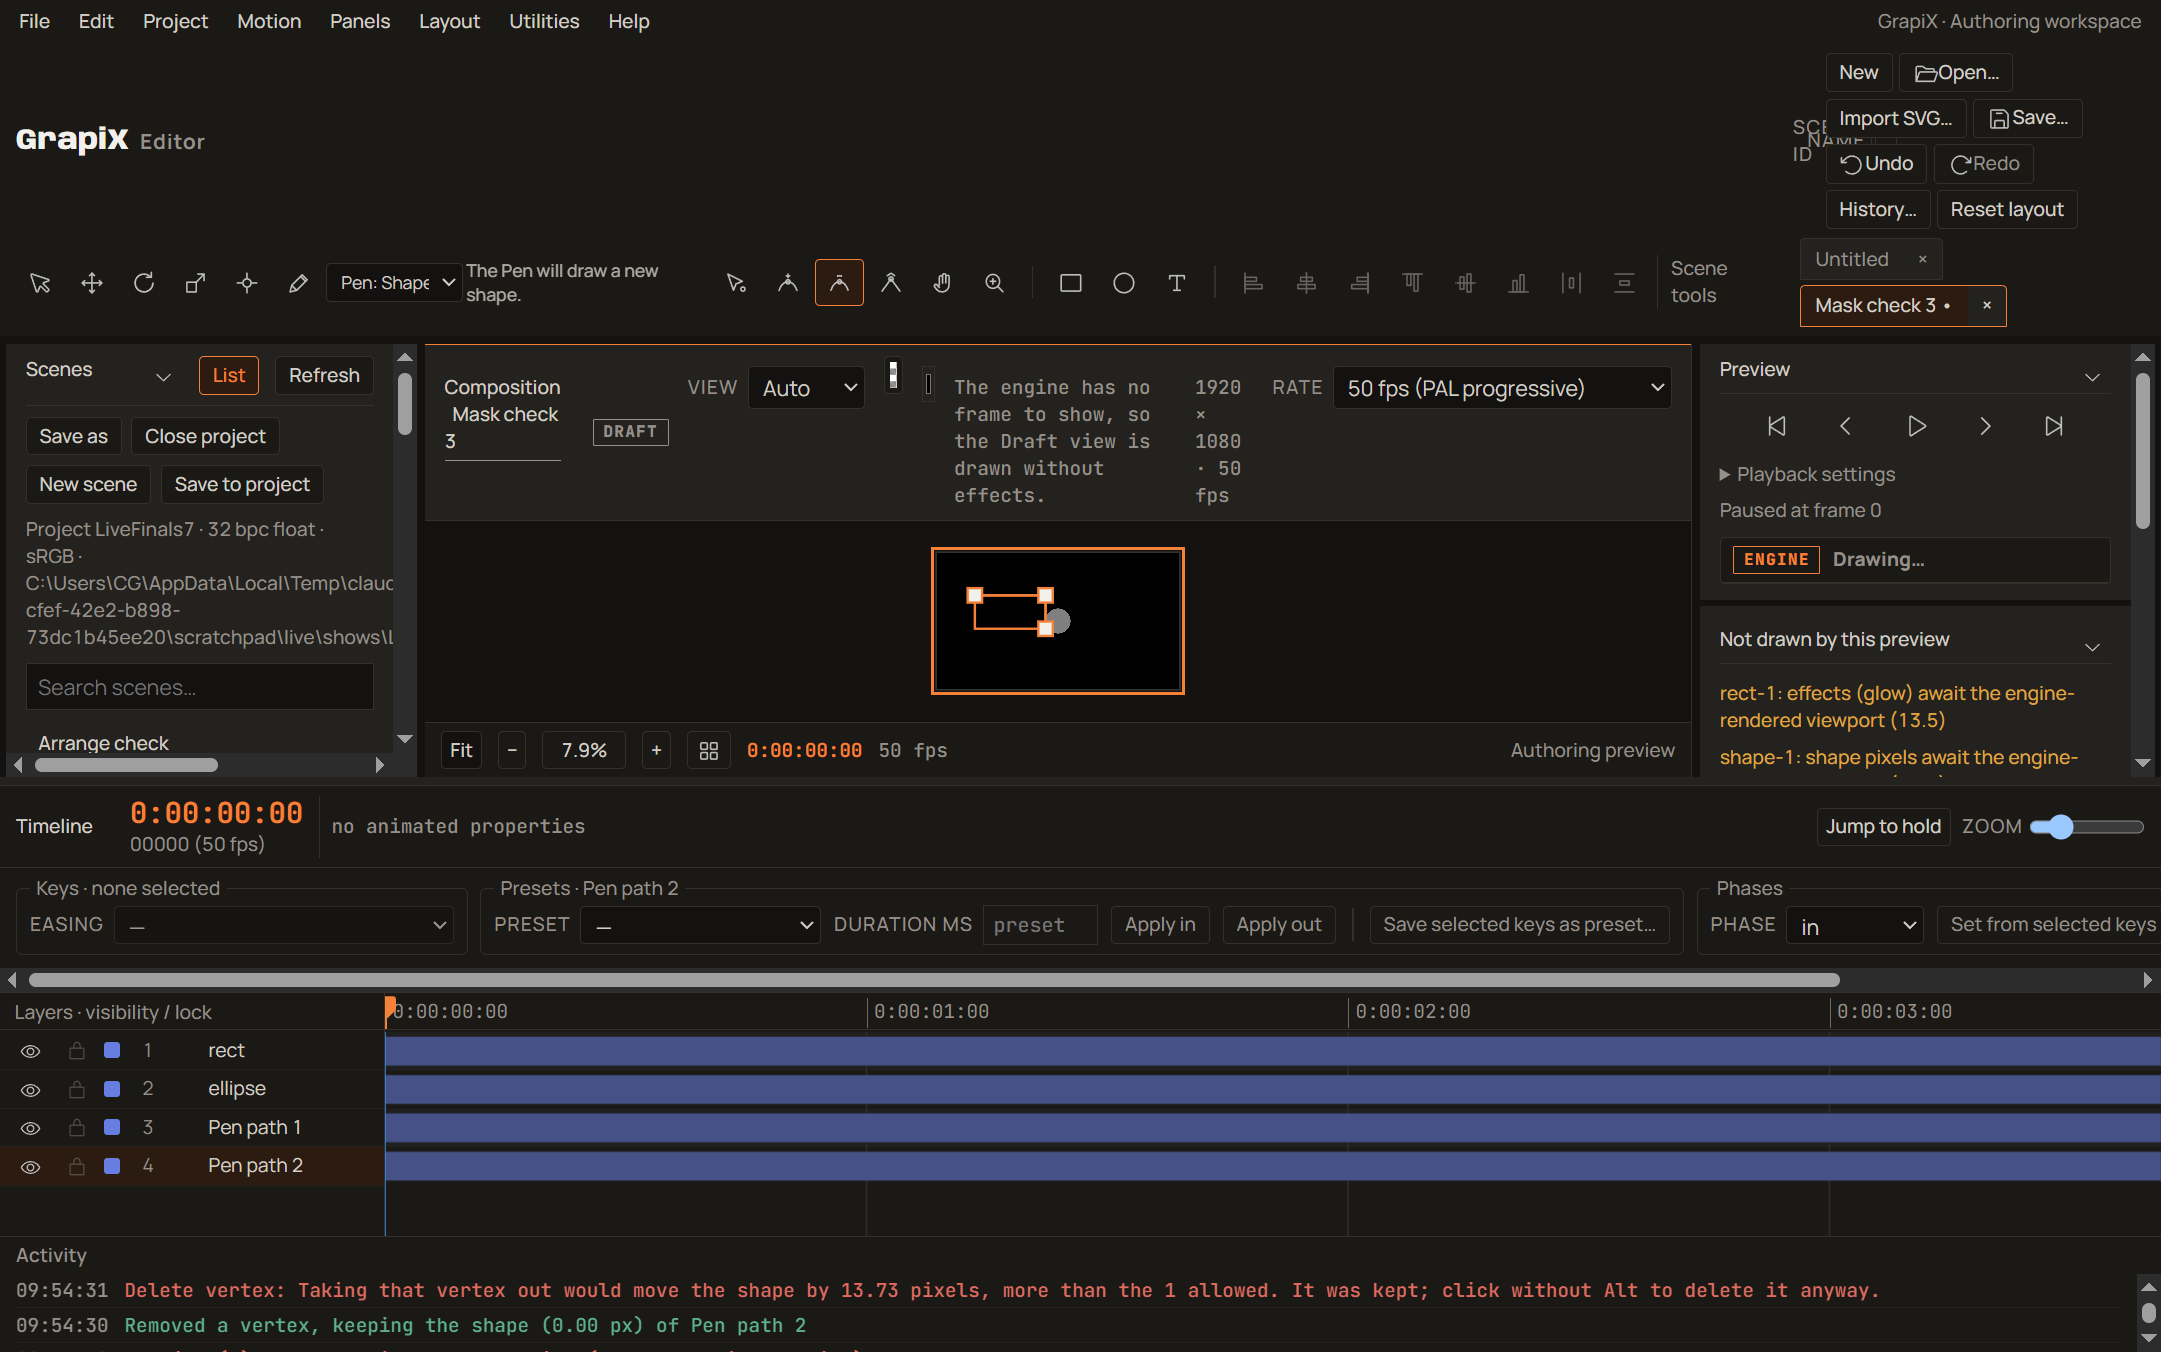 File Edit Project Motion Panels Layout Utilities Help
GrapiX · Authoring workspace
GrapiX Editor
SCE
NAME
ID
New Open…
Import SVG… Save…
Undo Redo
History… Reset layout
Pen: Shape
The Pen will draw a new
shape.
T
Scene
tools
Untitled ×
Mask check 3 • ×
Scenes List Refresh
Save as Close project
New scene Save to project
Project LiveFinals7 · 32 bpc float ·
sRGB ·
C:\Users\CG\AppData\Local\Temp\claud
cfef-42e2-b898-
73dc1b45ee20\scratchpad\live\shows\L
Search scenes…
Arrange check
Composition
Mask check
3
DRAFT
VIEW Auto
The engine has no
frame to show, so
the Draft view is
drawn without
effects.
1920
×
1080
· 50
fps
RATE 50 fps (PAL progressive)
Fit − 7.9% + 0:00:00:00 50 fps Authoring preview
Preview
Playback settings
Paused at frame 0
ENGINE Drawing…
Not drawn by this preview
rect-1: effects (glow) await the engine-
rendered viewport (13.5)
shape-1: shape pixels await the engine-
Timeline 0:00:00:00
00000 (50 fps)
no animated properties
Jump to hold ZOOM
Keys · none selected
EASING —
Presets · Pen path 2
PRESET — DURATION MS preset Apply in Apply out Save selected keys as preset…
Phases
PHASE in Set from selected keys
Layers · visibility / lock 0:00:00:00 0:00:01:00 0:00:02:00 0:00:03:00
1 rect
2 ellipse
3 Pen path 1
4 Pen path 2
Activity
09:54:31 Delete vertex: Taking that vertex out would move the shape by 13.73 pixels, more than the 1 allowed. It was kept; click without Alt to delete it anyway.
09:54:30 Removed a vertex, keeping the shape (0.00 px) of Pen path 2